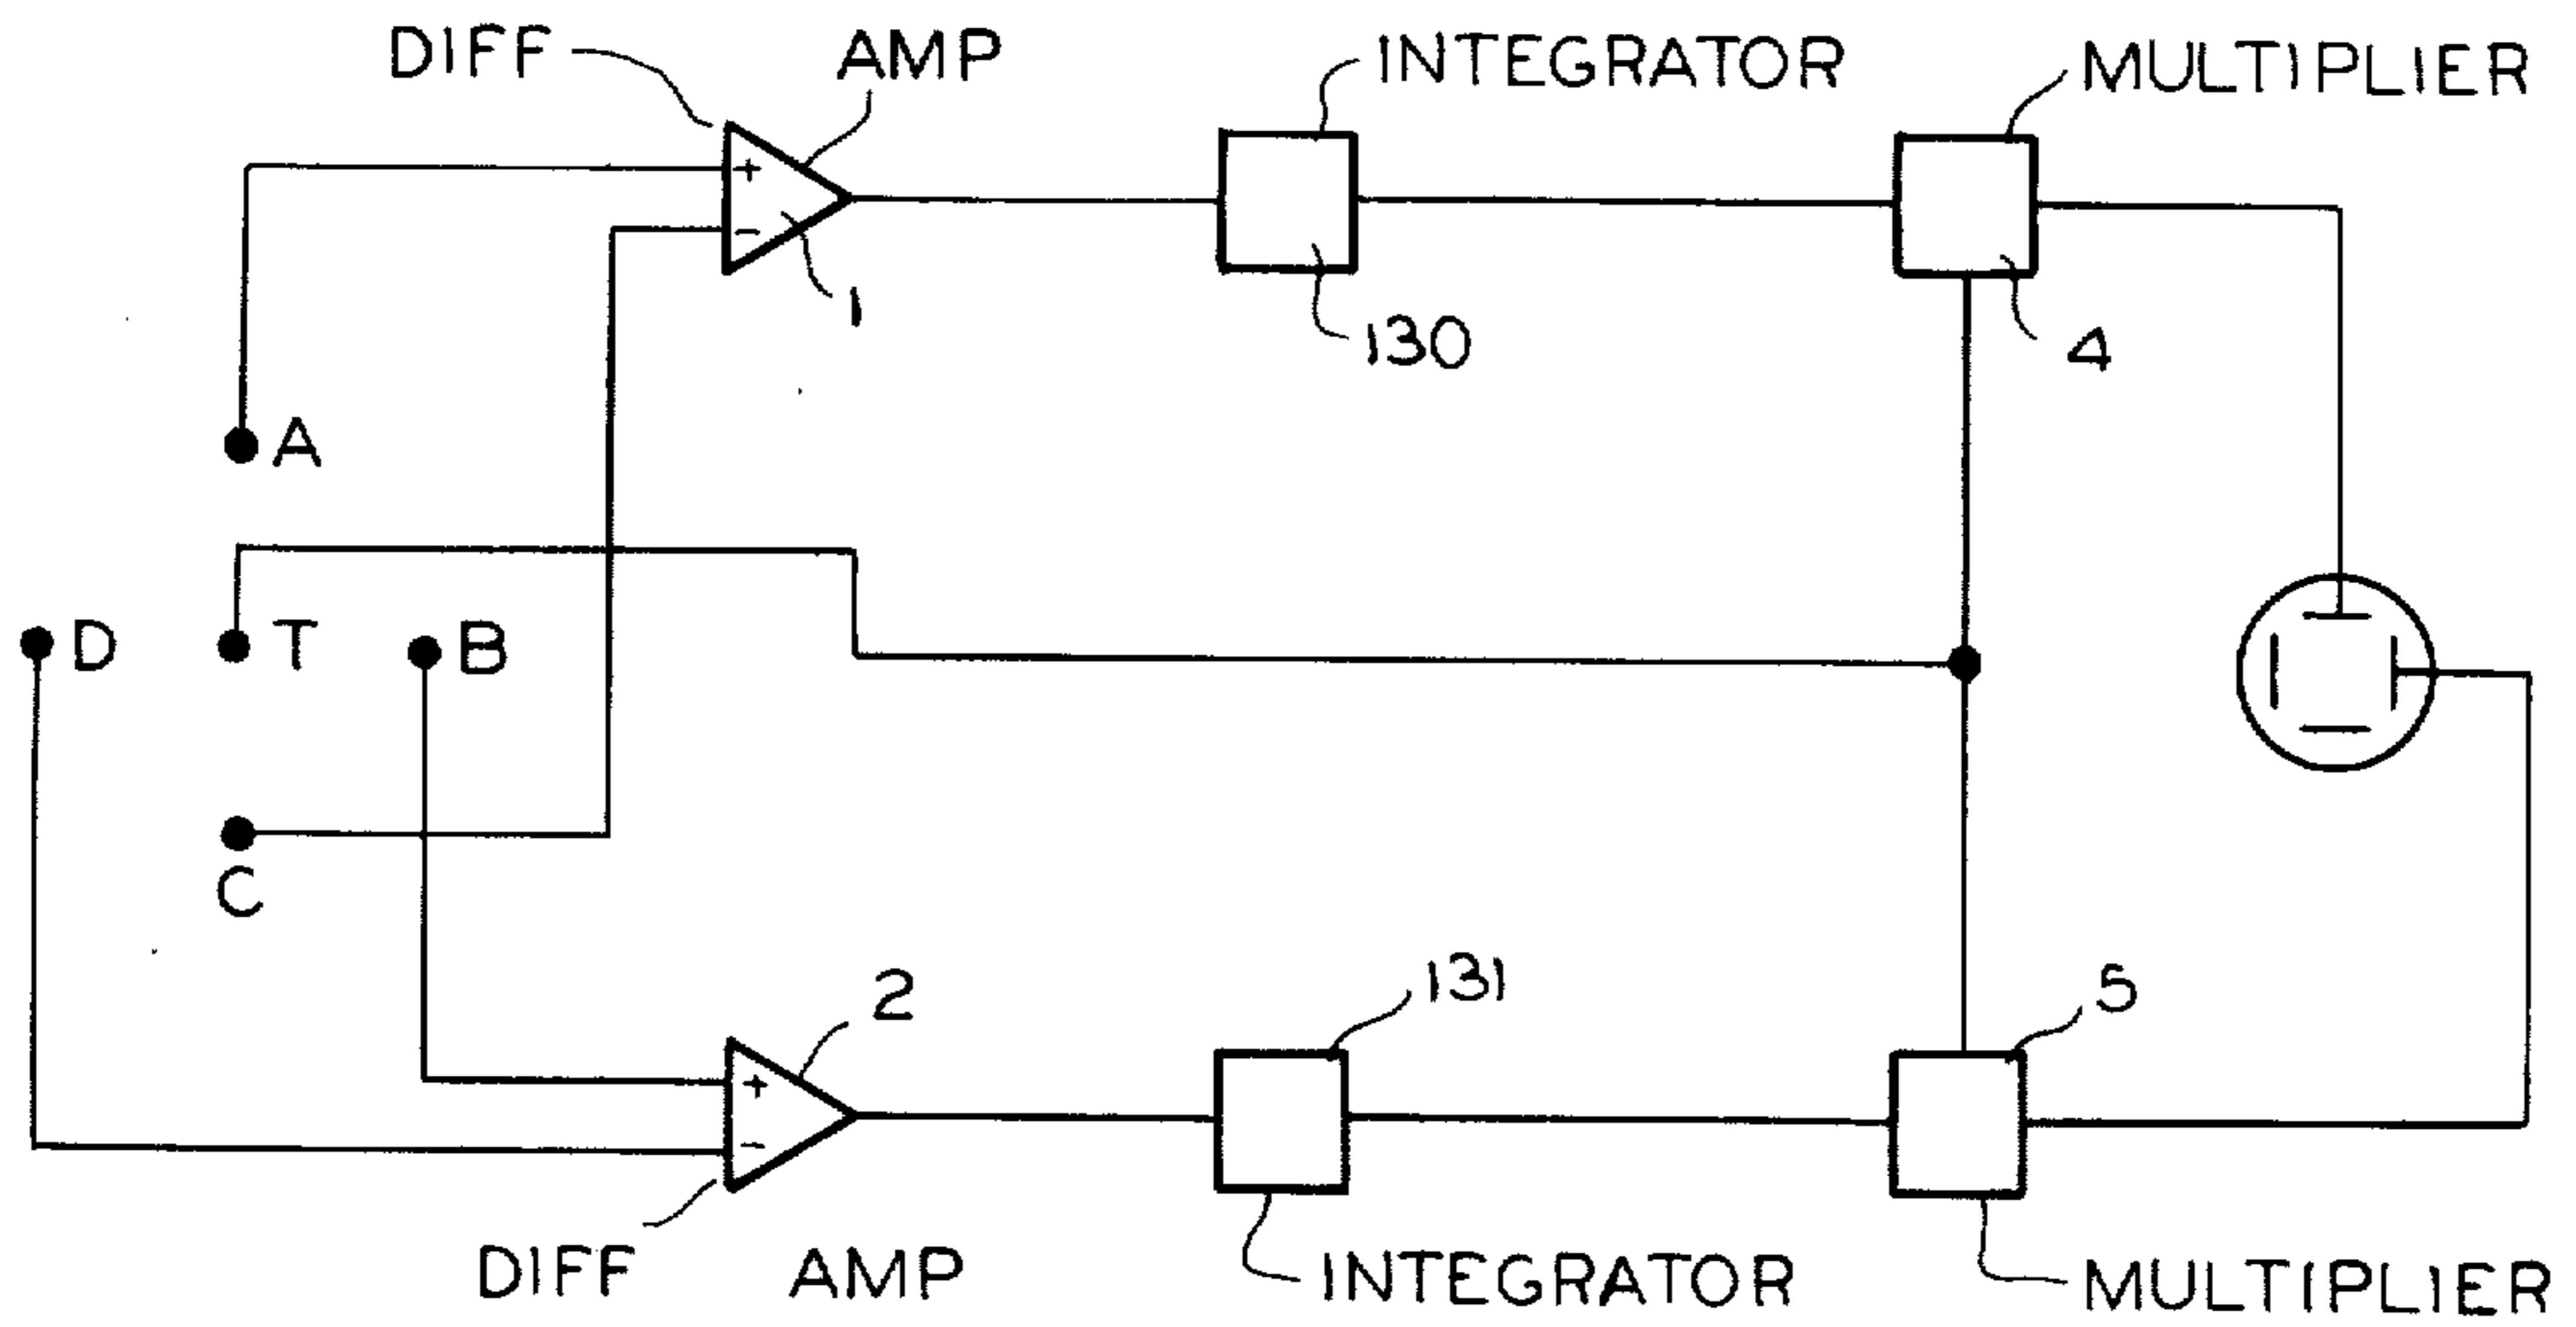 DIFF AMP
INTEGRATOR
MULTIPLIER
+
-
1
130
4
A
D
T
B
C
2
131
5
+
-
DIFF AMP
INTEGRATOR
MULTIPLIER